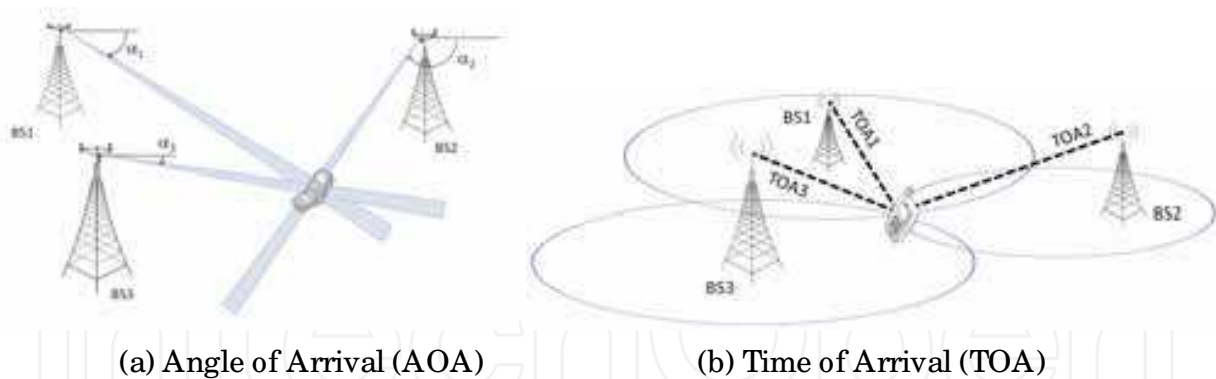 α₁
α₂
BS1
BS2
α₃
BS3
BS1
TOA1
TOA2
TOA3
BS2
BS3
(a) Angle of Arrival (AOA)
(b) Time of Arrival (TOA)